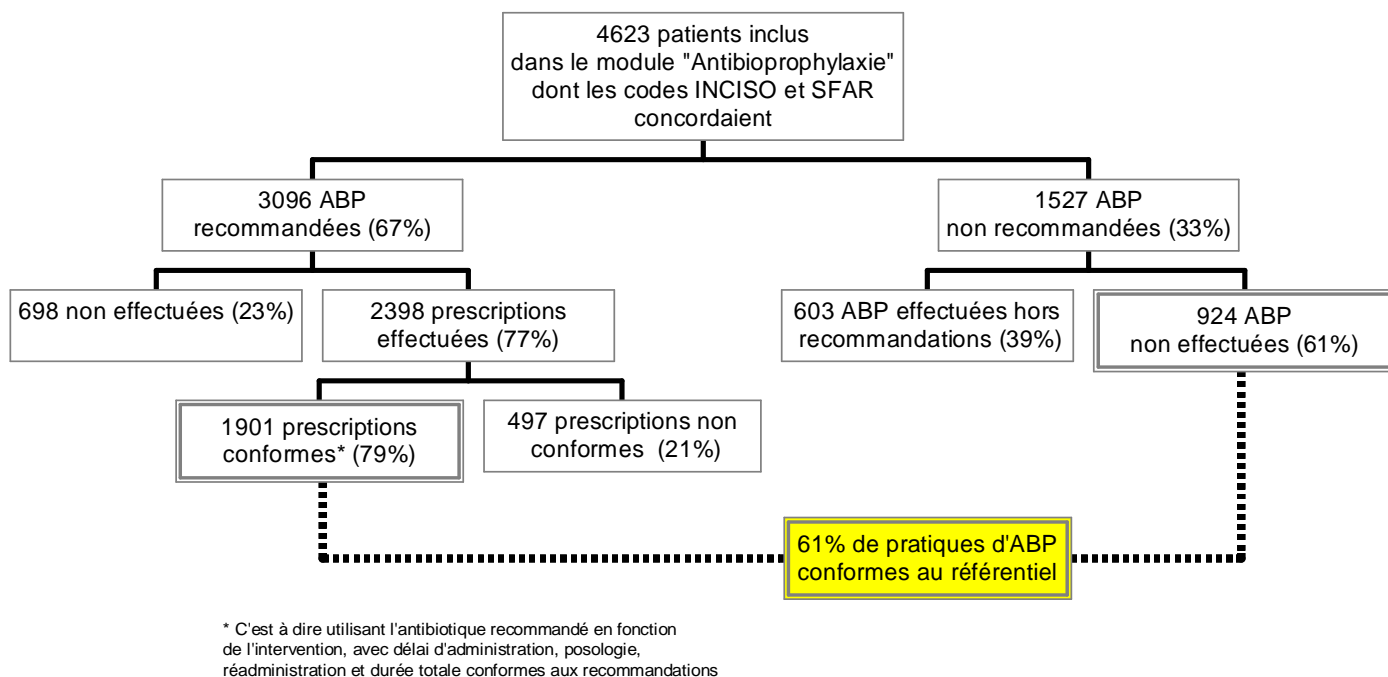 4623 patients inclus
dans le module "Antibioprophylaxie"
dont les codes INCISO et SFAR
concordaient
3096 ABP
recommandées (67%)
1527 ABP
non recommandées (33%)
698 non effectuées (23%)
2398 prescriptions
effectuées (77%)
603 ABP effectuées hors
recommandations (39%)
924 ABP
non effectuées (61%)
1901 prescriptions
conformes* (79%)
497 prescriptions non
conformes (21%)
61% de pratiques d'ABP
conformes au référentiel
* C'est à dire utilisant l'antibiotique recommandé en fonction
de l'intervention, avec délai d'administration, posologie,
réadministration et durée totale conformes aux recommandations